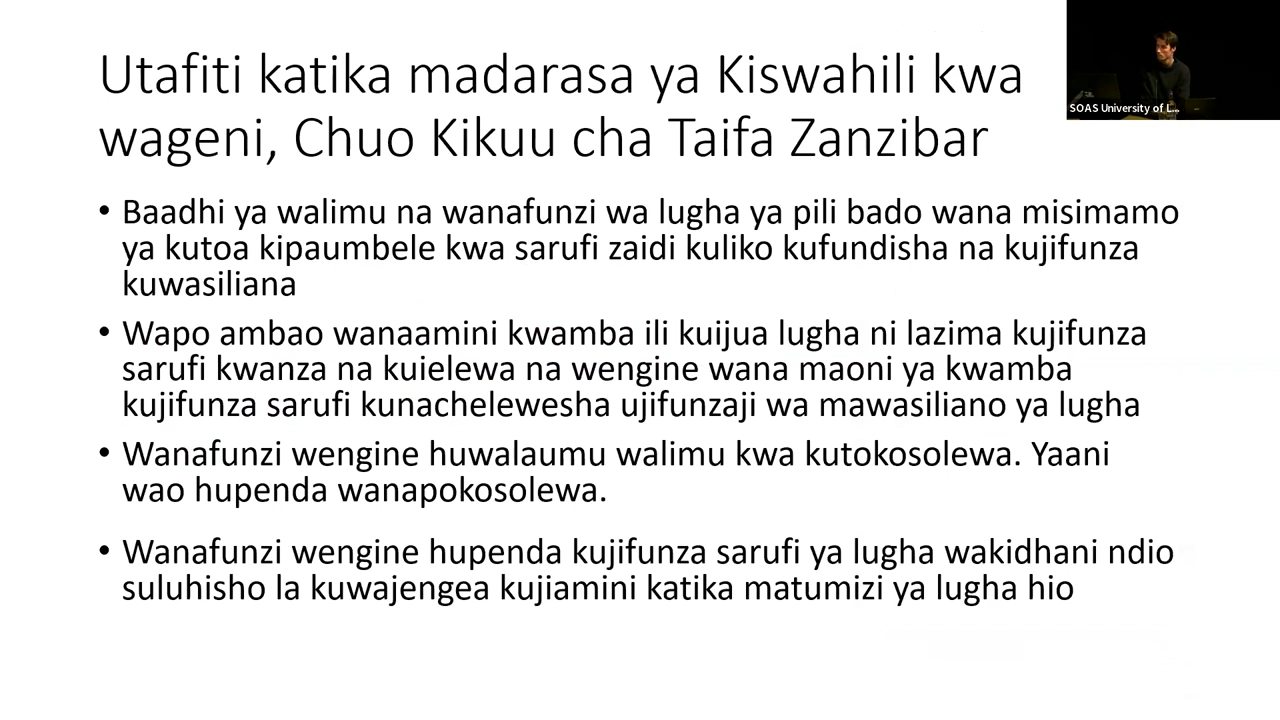 Utafiti katika madarasa ya Kiswahili kwa
wageni, Chuo Kikuu cha Taifa Zanzibar
SOAS University of L...
• Baadhi ya walimu na wanafunzi wa lugha ya pili bado wana misimamo
ya kutoa kipaumbele kwa sarufi zaidi kuliko kufundisha na kujifunza
kuwasiliana
• Wapo ambao wanaamini kwamba ili kuijua lugha ni lazima kujifunza
sarufi kwanza na kuielewa na wengine wana maoni ya kwamba
kujifunza sarufi kunachelewesha ujifunzaji wa mawasiliano ya lugha
• Wanafunzi wengine huwalaumu walimu kwa kutokosolewa. Yaani
wao hupenda wanapokosolewa.
• Wanafunzi wengine hupenda kujifunza sarufi ya lugha wakidhani ndio
suluhisho la kuwajengea kujiamini katika matumizi ya lugha hio